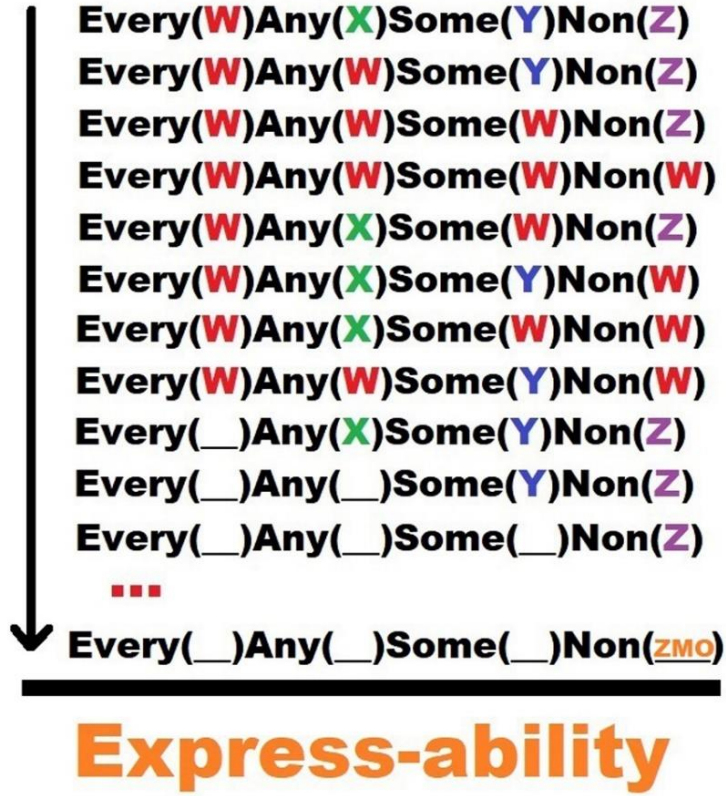 Every(W)Any(X)Some(Y)Non(Z)
Every(W)Any(W)Some(Y)Non(Z)
Every(W)Any(W)Some(W)Non(Z)
Every(W)Any(W)Some(W)Non(W)
Every(W)Any(X)Some(W)Non(Z)
Every(W)Any(X)Some(Y)Non(W)
Every(W)Any(X)Some(W)Non(W)
Every(W)Any(W)Some(Y)Non(W)
Every(__)Any(X)Some(Y)Non(Z)
Every(__)Any(__)Some(Y)Non(Z)
Every(__)Any(__)Some(__)Non(Z)
...
Every(__)Any(__)Some(__)Non(ZMO)
Express-ability